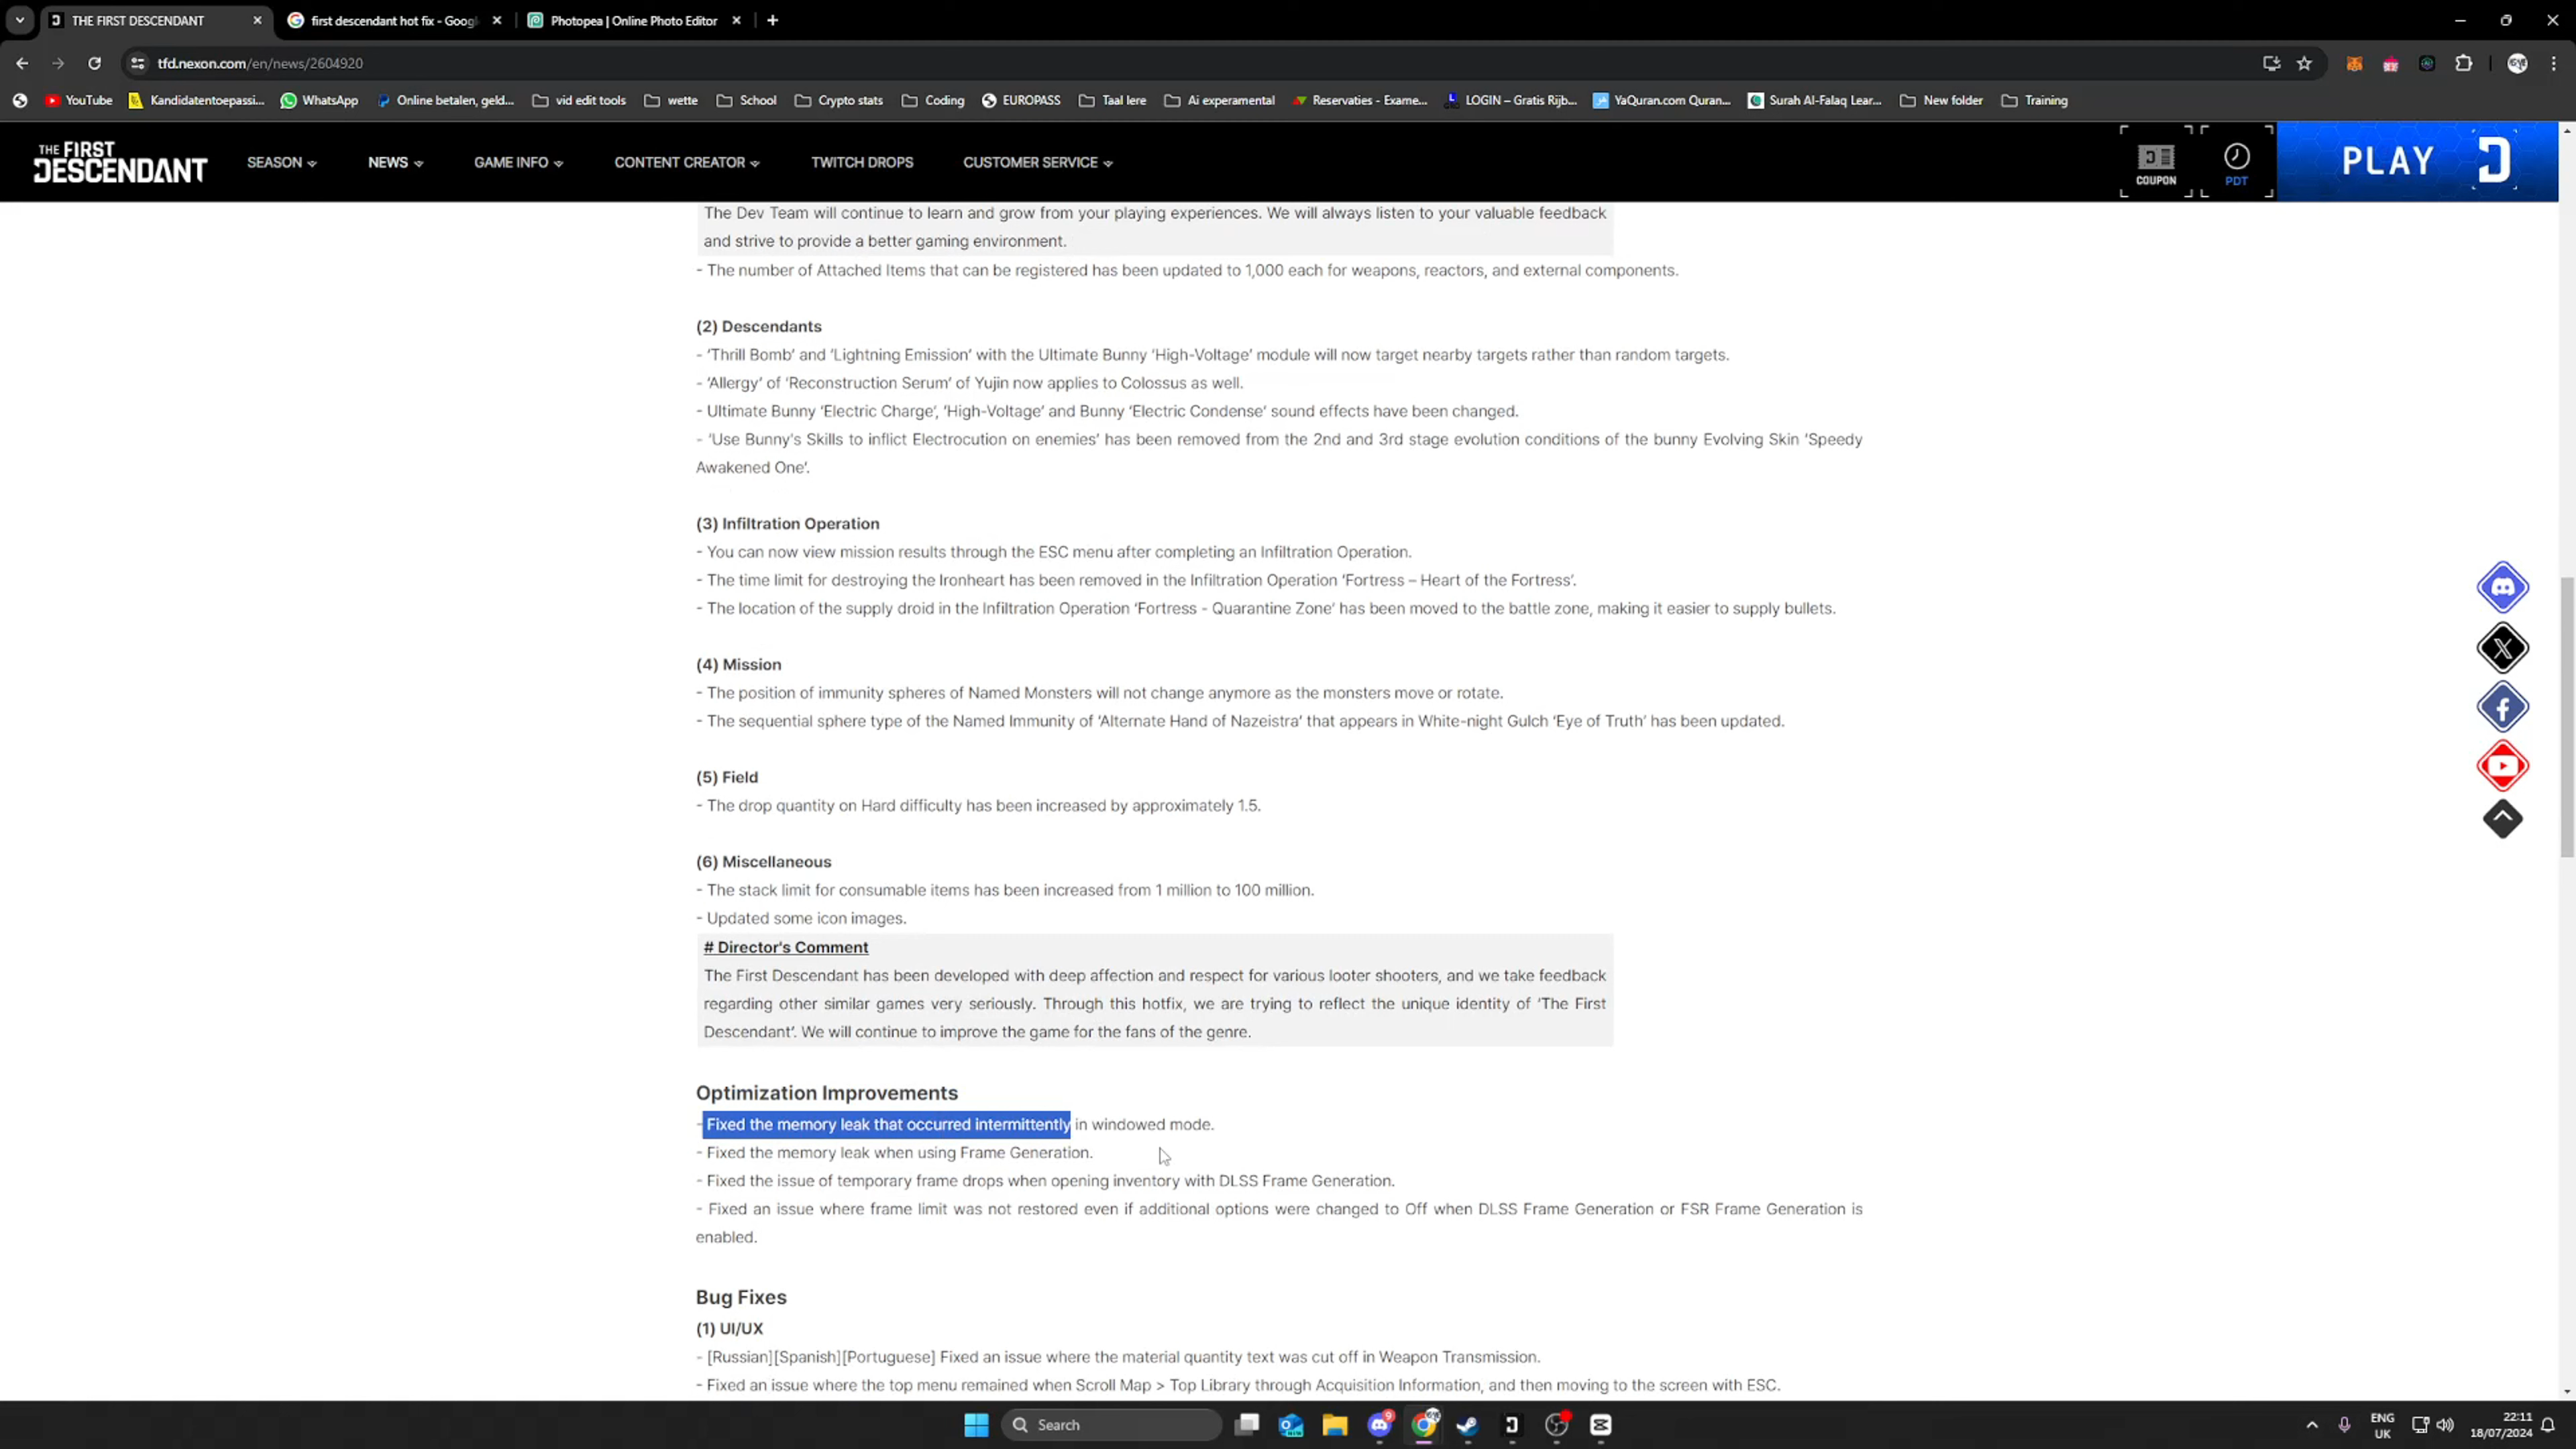 THE FIRST DESCENDANT
first descendant hot fix - Goog
Photopea | Online Photo Editor
tfd.nexon.com/en/news/2604920
YouTube
Kandidatentoepassi...
WhatsApp
Online betalen, geld...
vid edit tools
wette
School
Crypto stats
Coding
EUROPASS
Taal lere
Ai experamental
Reservaties - Exame...
LOGIN – Gratis Rijb...
YaQuran.com Quran...
Surah Al-Falaq Lear...
New folder
Training
THE FIRST
DESCENDANT
SEASON
NEWS
GAME INFO
CONTENT CREATOR
TWITCH DROPS
CUSTOMER SERVICE
COUPON
PDT
PLAY
The Dev Team will continue to learn and grow from your playing experiences. We will always listen to your valuable feedback
and strive to provide a better gaming environment.
- The number of Attached Items that can be registered has been updated to 1,000 each for weapons, reactors, and external components.
(2) Descendants
- ‘Thrill Bomb’ and ‘Lightning Emission’ with the Ultimate Bunny ‘High-Voltage’ module will now target nearby targets rather than random targets.
- ‘Allergy’ of ‘Reconstruction Serum’ of Yujin now applies to Colossus as well.
- Ultimate Bunny ‘Electric Charge’, ‘High-Voltage’ and Bunny ‘Electric Condense’ sound effects have been changed.
- ‘Use Bunny's Skills to inflict Electrocution on enemies’ has been removed from the 2nd and 3rd stage evolution conditions of the bunny Evolving Skin ‘Speedy
Awakened One’.
(3) Infiltration Operation
- You can now view mission results through the ESC menu after completing an Infiltration Operation.
- The time limit for destroying the Ironheart has been removed in the Infiltration Operation ‘Fortress – Heart of the Fortress’.
- The location of the supply droid in the Infiltration Operation ‘Fortress - Quarantine Zone’ has been moved to the battle zone, making it easier to supply bullets.
(4) Mission
- The position of immunity spheres of Named Monsters will not change anymore as the monsters move or rotate.
- The sequential sphere type of the Named Immunity of ‘Alternate Hand of Nazeistra’ that appears in White-night Gulch ‘Eye of Truth’ has been updated.
(5) Field
- The drop quantity on Hard difficulty has been increased by approximately 1.5.
(6) Miscellaneous
- The stack limit for consumable items has been increased from 1 million to 100 million.
- Updated some icon images.
# Director's Comment
The First Descendant has been developed with deep affection and respect for various looter shooters, and we take feedback
regarding other similar games very seriously. Through this hotfix, we are trying to reflect the unique identity of ‘The First
Descendant’. We will continue to improve the game for the fans of the genre.
Optimization Improvements
- Fixed the memory leak that occurred intermittently in windowed mode.
- Fixed the memory leak when using Frame Generation.
- Fixed the issue of temporary frame drops when opening inventory with DLSS Frame Generation.
- Fixed an issue where frame limit was not restored even if additional options were changed to Off when DLSS Frame Generation or FSR Frame Generation is
enabled.
Bug Fixes
(1) UI/UX
- [Russian][Spanish][Portuguese] Fixed an issue where the material quantity text was cut off in Weapon Transmission.
- Fixed an issue where the top menu remained when Scroll Map > Top Library through Acquisition Information, and then moving to the screen with ESC.
Search
9
ENG
UK
22:11
18/07/2024